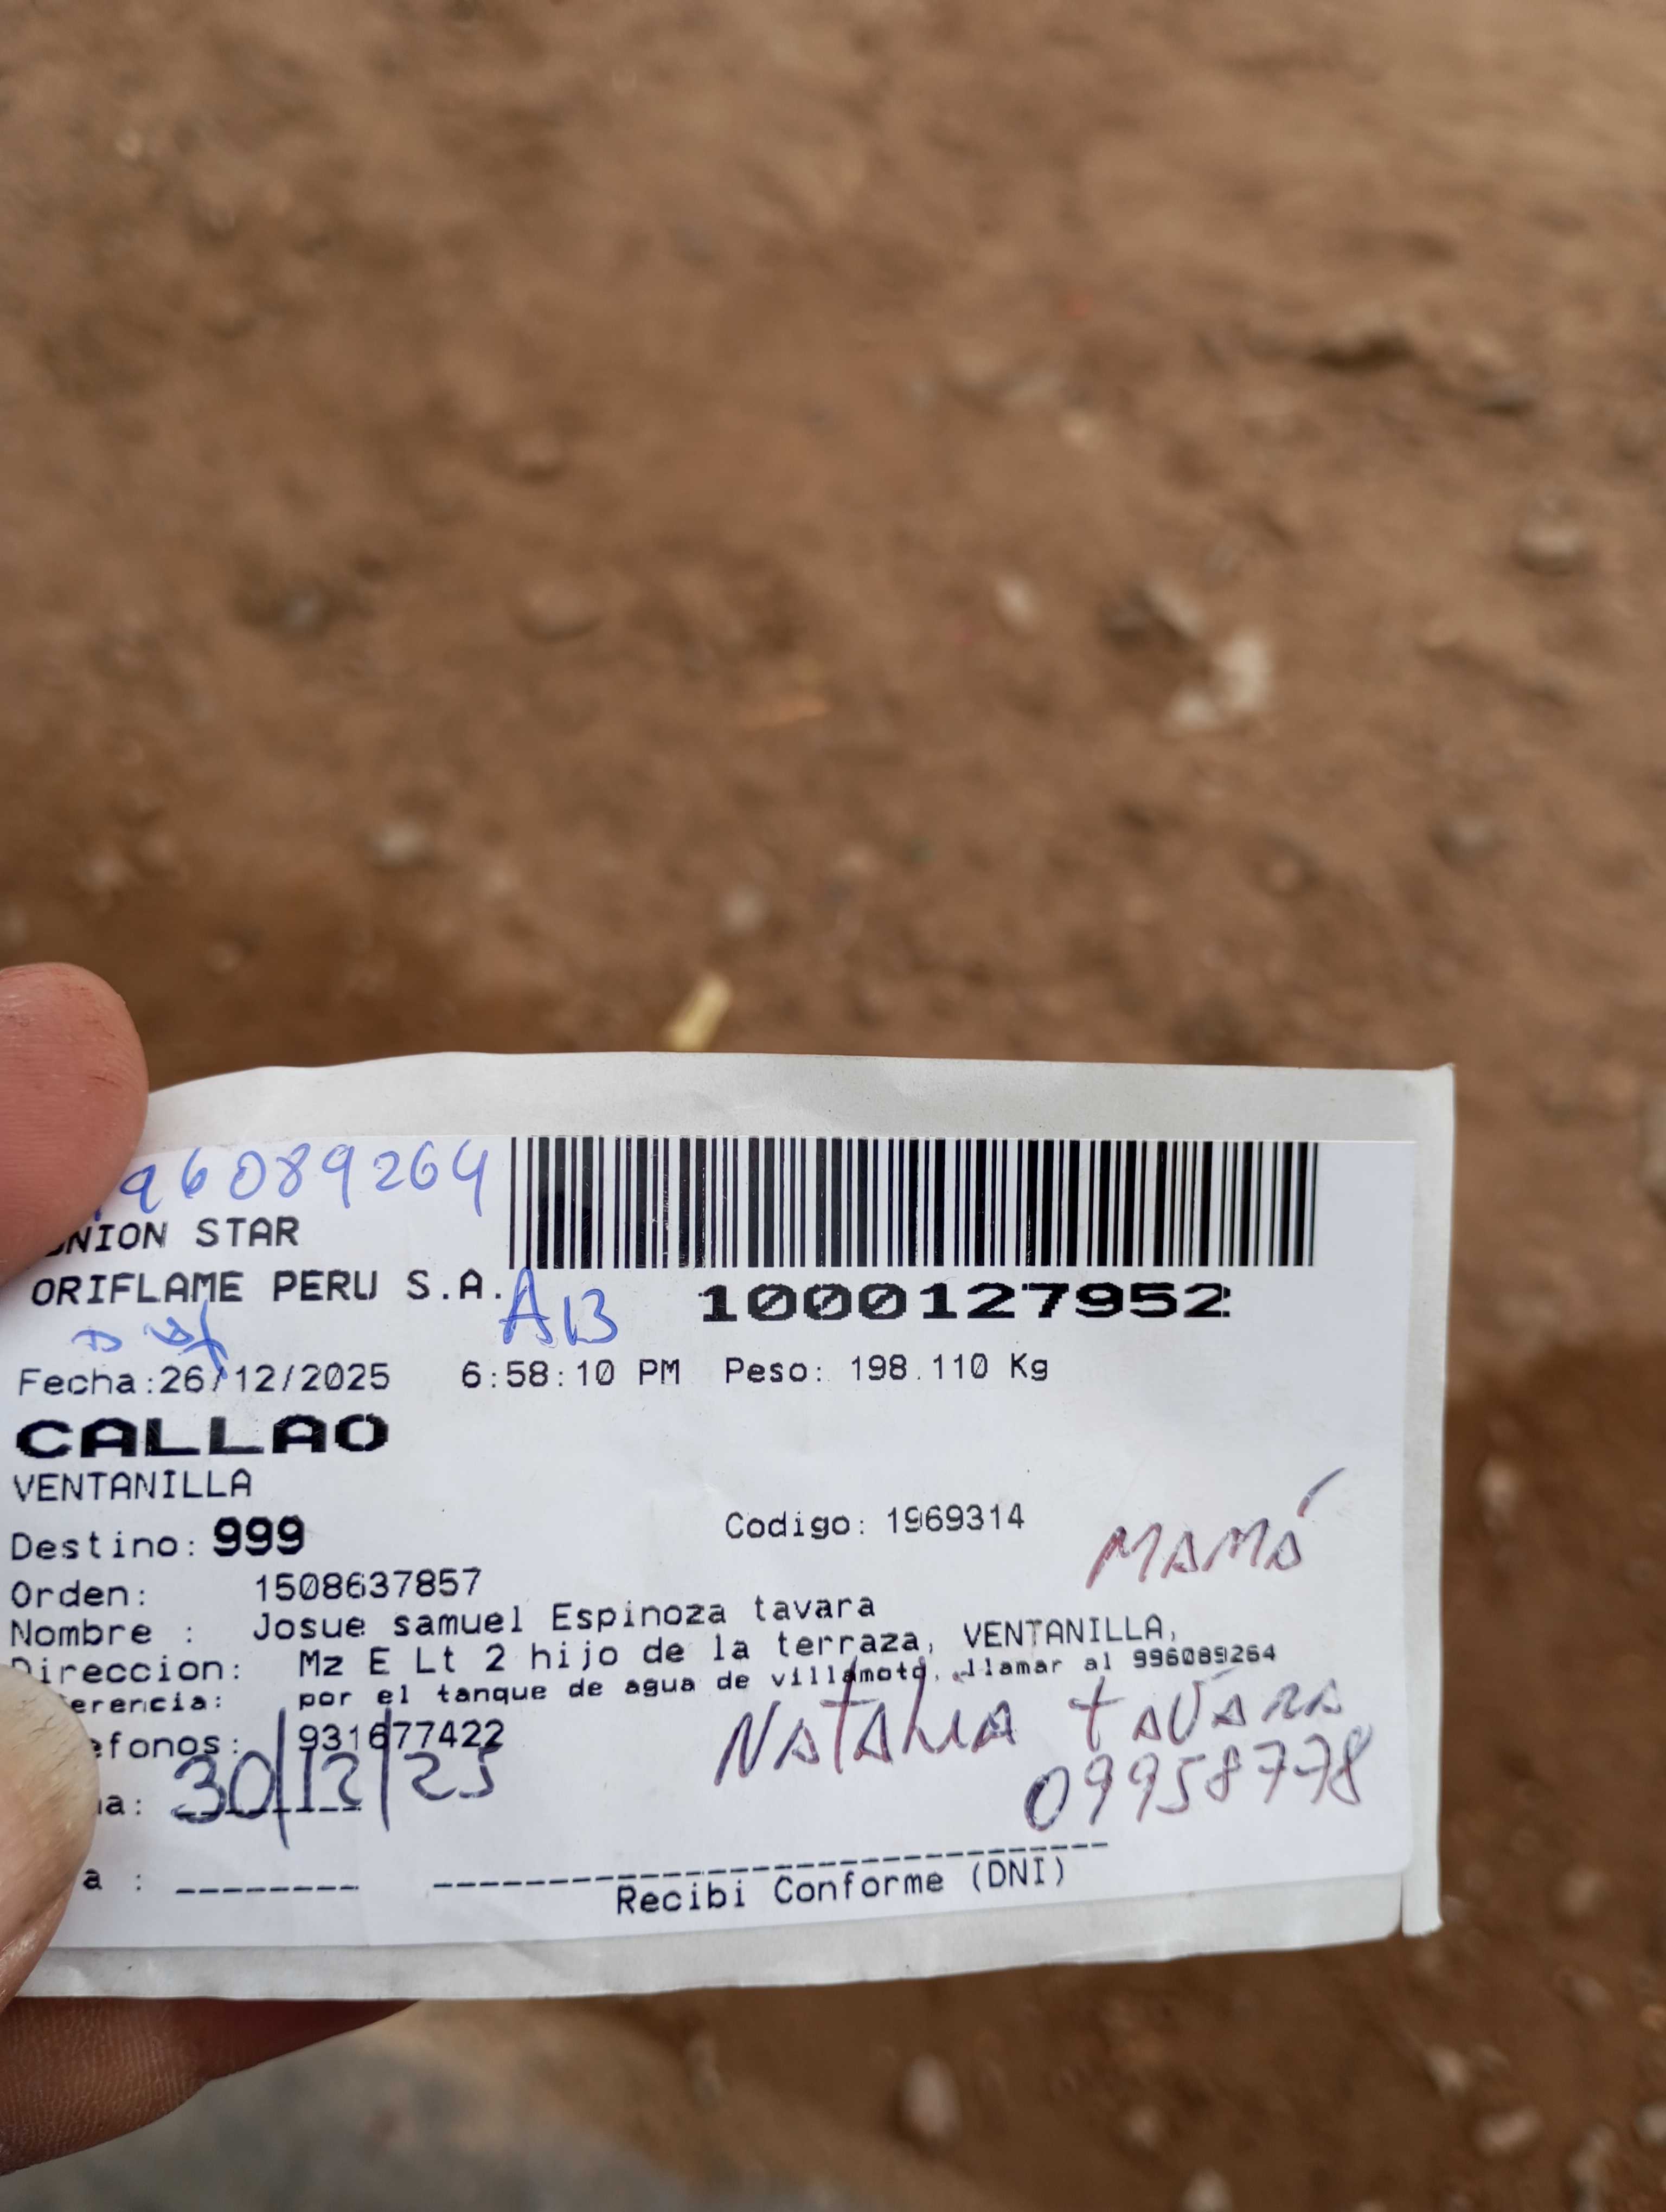 96089264
UNION STAR
ORIFLAME PERU S.A.
A13
1000127952
Fecha:26/12/2025 6:58:10 PM Peso: 198.110 Kg
CALLAO
VENTANILLA
Destino: 999
Codigo: 1969314
MAMÁ
Orden: 1508637857
Nombre : Josue samuel Espinoza tavara
Direccion: Mz E Lt 2 hijo de la terraza, VENTANILLA,
erencia: por el tanque de agua de villamoto, llamar al 996089264
efonos: 931677422
NATALIA TAVARA
09958778
a: 30/12/25
a :
Recibi Conforme (DNI)